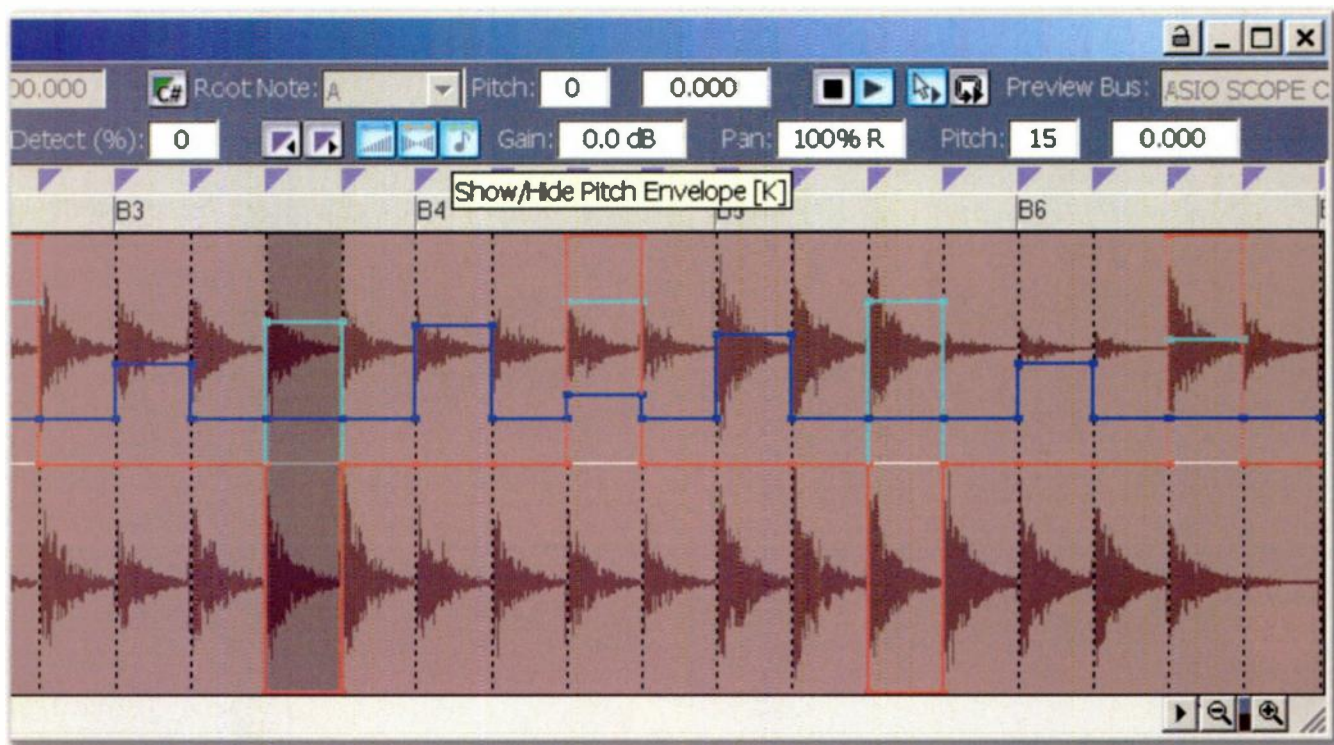 00.000 C# Root Note: A Pitch: 0 0.000 Preview Bus: ASIO SCOPE C
Detect (%): 0 Gain: 0.0 dB Pan: 100% R Pitch: 15 0.000
Show/Hide Pitch Envelope [K]
B3 B4 B5 B6